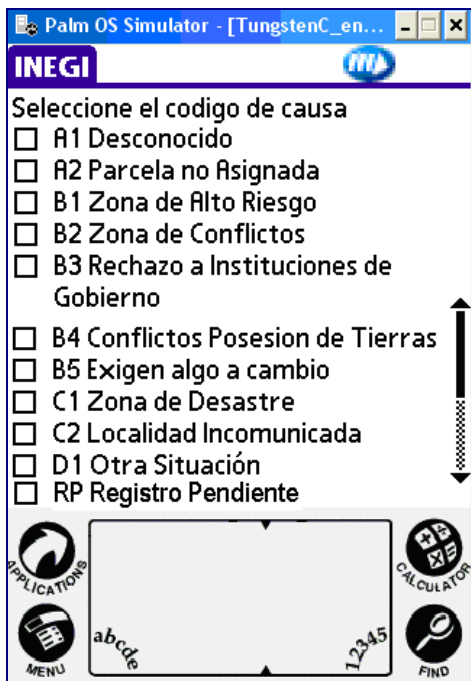 Palm OS Simulator - [TungstenC_en...
INEGI
Seleccione el codigo de causa
A1 Desconocido
A2 Parcela no Asignada
B1 Zona de Alto Riesgo
B2 Zona de Conflictos
B3 Rechazo a Instituciones de
Gobierno
B4 Conflictos Posesion de Tierras
B5 Exigen algo a cambio
C1 Zona de Desastre
C2 Localidad Incomunicada
D1 Otra Situación
RP Registro Pendiente
APPLICATIONS
CALCULATOR
abcde
12345
MENU
FIND